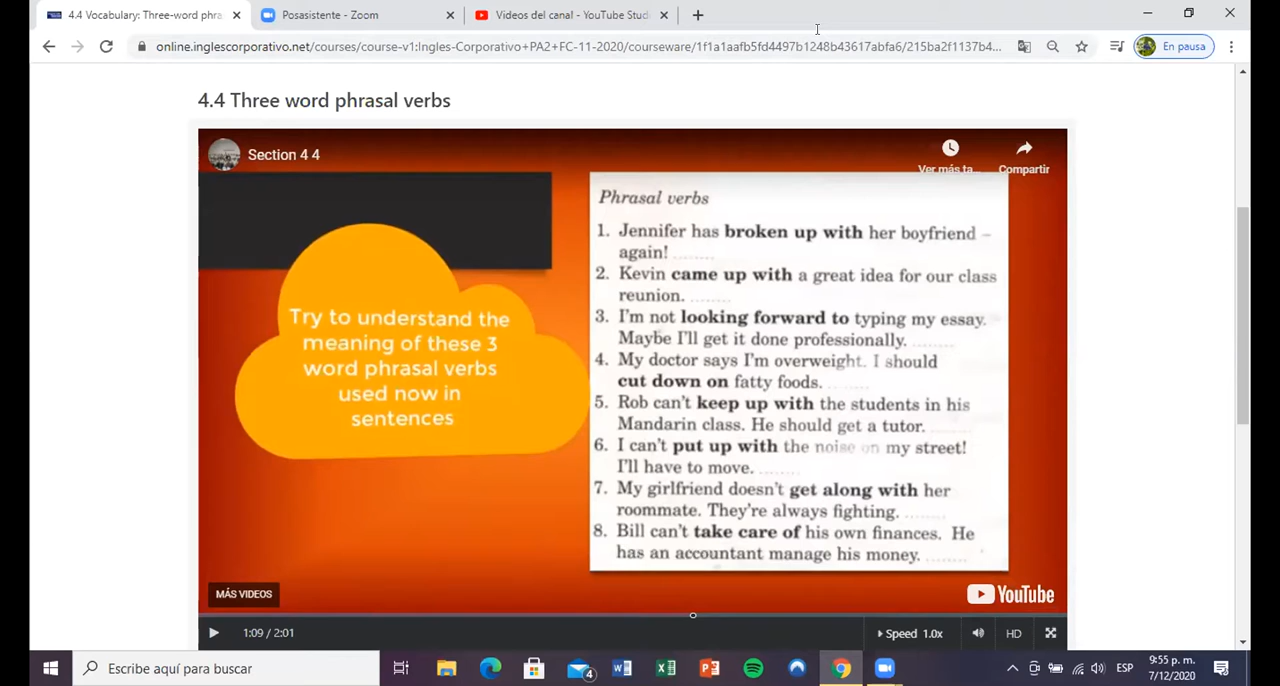 4.4 Vocabulary: Three-word phra
Posasistente - Zoom
Videos del canal - YouTube Stud
online.inglescorporativo.net/courses/course-v1:Ingles-Corporativo+PA2+FC-11-2020/courseware/1f1a1aafb5fd4497b1248b43617abfa6/215ba2f1137b4...
En pausa
4.4 Three word phrasal verbs
Section 4 4
Ver más ta...
Compartir
Try to understand the
meaning of these 3
word phrasal verbs
used now in
sentences
Phrasal verbs
1. Jennifer has broken up with her boyfriend –
again! ........
2. Kevin came up with a great idea for our class
reunion. ........
3. I'm not looking forward to typing my essay.
Maybe I'll get it done professionally. ........
4. My doctor says I'm overweight. I should
cut down on fatty foods. ........
5. Rob can't keep up with the students in his
Mandarin class. He should get a tutor. ........
6. I can't put up with the noise on my street!
I'll have to move. ........
7. My girlfriend doesn't get along with her
roommate. They're always fighting. ........
8. Bill can't take care of his own finances. He
has an accountant manage his money. ........
MÁS VIDEOS
YouTube
1:09 / 2:01
Speed 1.0x
HD
Escribe aquí para buscar
4
ESP
9:55 p. m.
7/12/2020